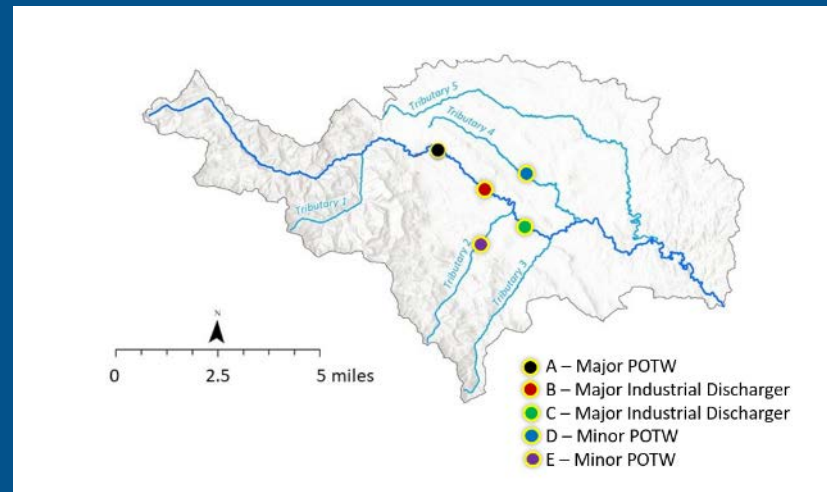 Tributary 5
Tributary 4
Tributary 1
Tributary 2
Tributary 3
N
0 2.5 5 miles
A – Major POTW
B – Major Industrial Discharger
C – Major Industrial Discharger
D – Minor POTW
E – Minor POTW